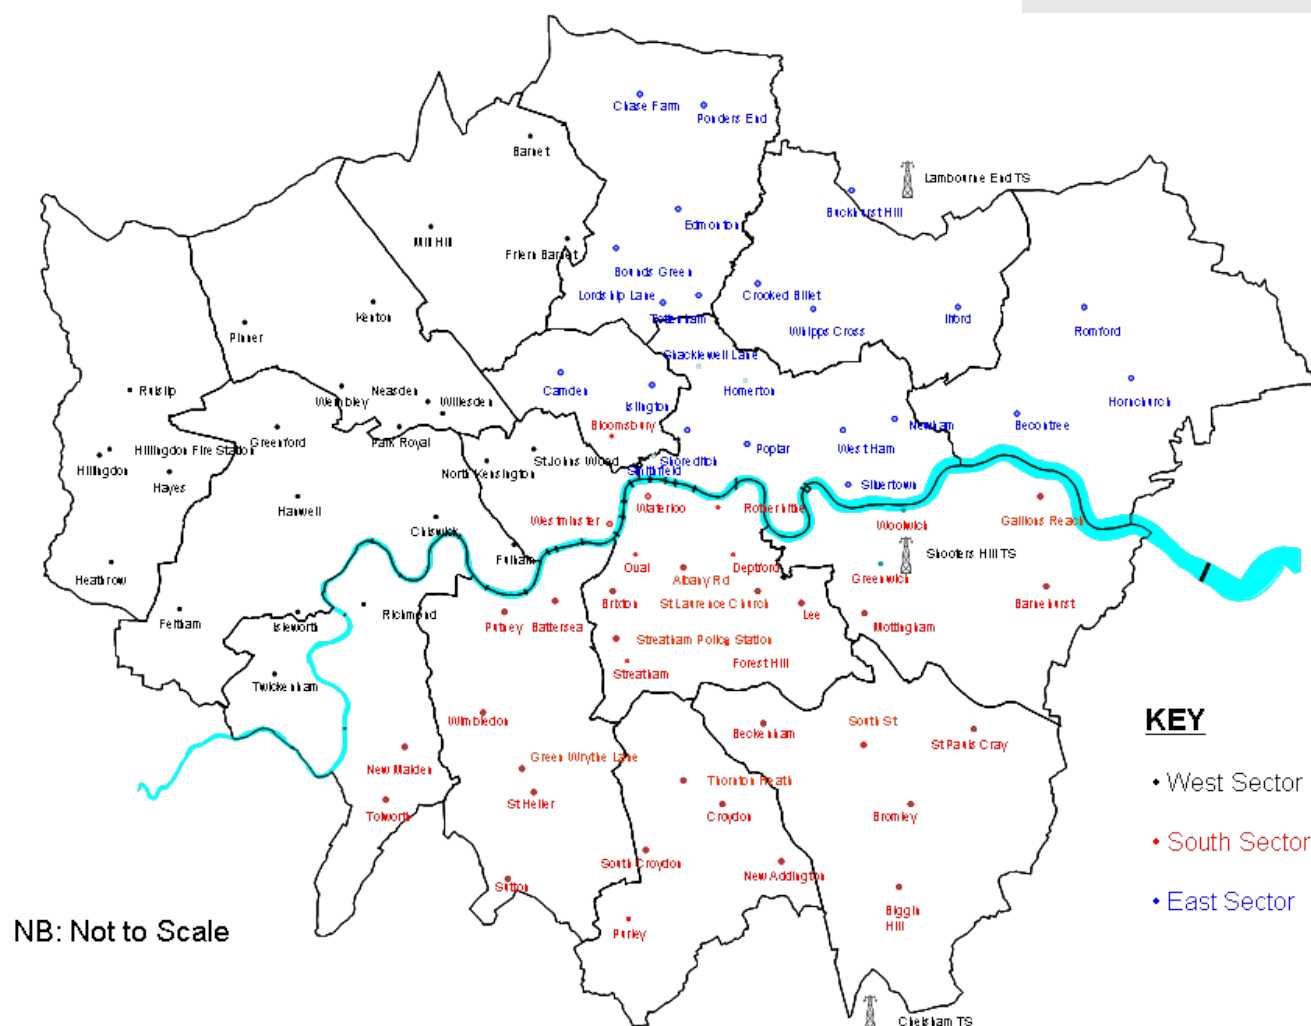 Chase Farm
Ponders End
Barnet
Lambourne End TS
Buckhurst Hill
Edmonton
Mill Hill
Friern Barnet
Bounds Green
Lordship Lane
Crooked Billet
Tottenham
Kenton
Whipps Cross
Ilford
Romford
Pinner
Shacklewell Lane
Homerton
Camden
Ruislip
Neasden
Wembley
Willesden
Islington
Hornchurch
Bloomsbury
Newham
Becontree
Greenford
Park Royal
Hillingdon Fire Station
St Johns Wood
Poplar
West Ham
Shoreditch
Hillingdon
North Kensington
Smithfield
Hayes
Silvertown
Hanwell
Waterloo
Rotherhithe
Westminster
Woolwich
Gallions Reach
Chiswick
Fulham
Oval
Deptford
Shooters Hill TS
Heathrow
Albany Rd
Greenwich
Brixton
St Laurence Church
Barnehurst
Feltham
Isleworth
Richmond
Putney
Battersea
Lee
Mottingham
Streatham Police Station
Forest Hill
Streatham
Twickenham
Wimbledon
Beckenham
South St
St Pauls Cray
KEY
Green Wrythe Lane
New Malden
Thornton Heath
West Sector
St Helier
Tolworth
Croydon
Bromley
South Sector
South Croydon
New Addington
Sutton
East Sector
Biggin
Hill
NB: Not to Scale
Purley
Chelsham TS